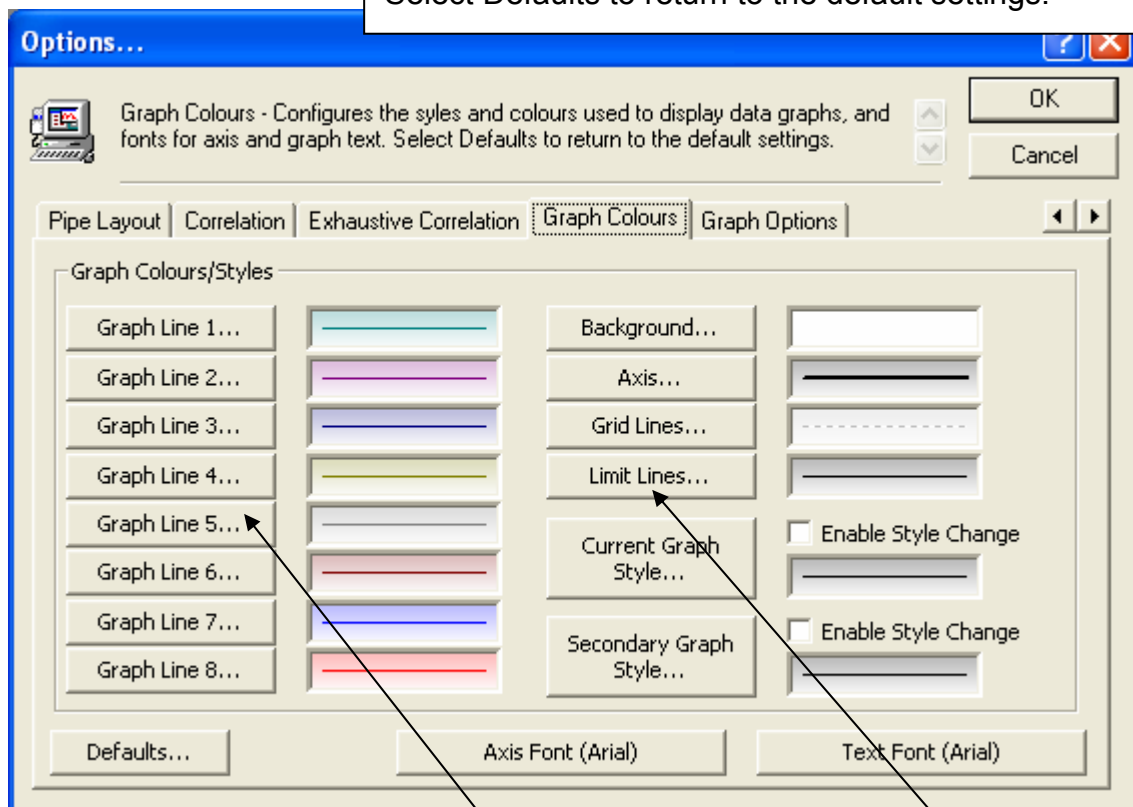 Select Defaults to return to the default settings.
Options...
Graph Colours - Configures the syles and colours used to display data graphs, and
fonts for axis and graph text. Select Defaults to return to the default settings.
OK
Cancel
Pipe Layout
Correlation
Exhaustive Correlation
Graph Colours
Graph Options
Graph Colours/Styles
Graph Line 1...
Graph Line 2...
Graph Line 3...
Graph Line 4...
Graph Line 5...
Graph Line 6...
Graph Line 7...
Graph Line 8...
Background...
Axis...
Grid Lines...
Limit Lines...
Current Graph
Style...
Enable Style Change
Secondary Graph
Style...
Enable Style Change
Defaults...
Axis Font (Arial)
Text Font (Arial)